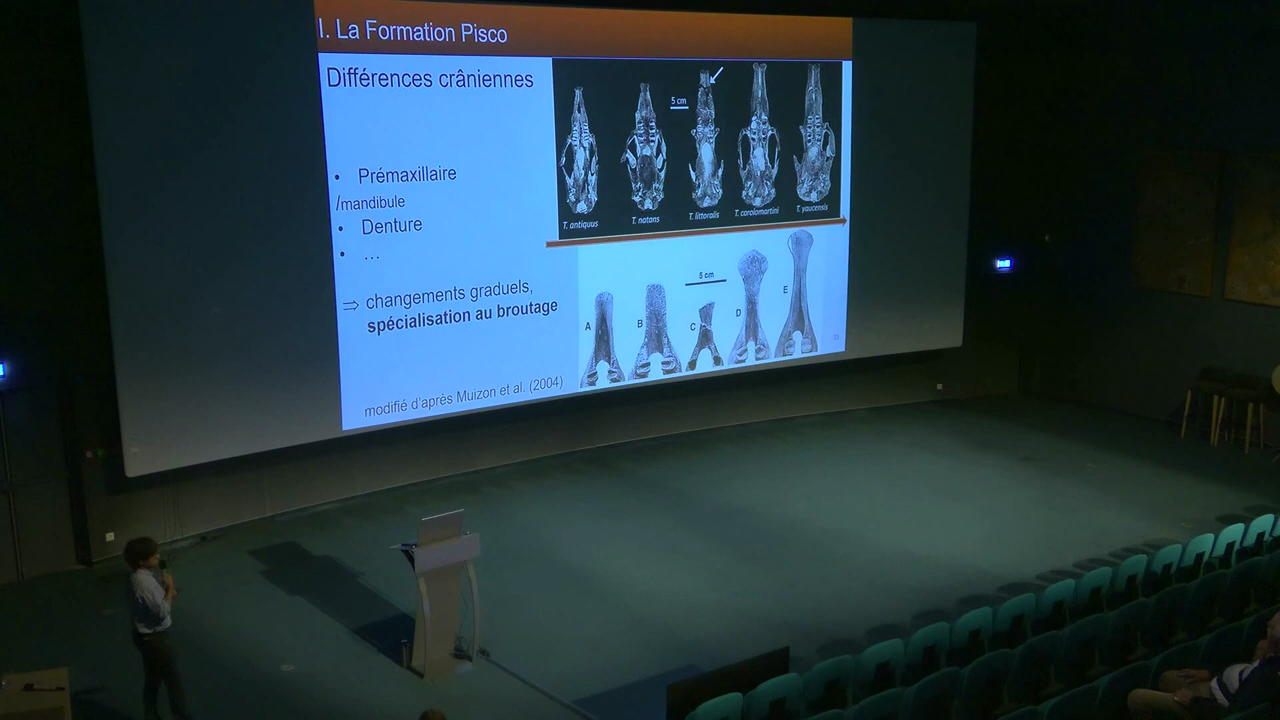 I. La Formation Pisco
Différences crâniennes
• Prémaxillaire
/mandibule
• Denture
• ...
⇒ changements graduels,
spécialisation au broutage
modifié d'après Muizon et al. (2004)
5 cm
T. antiquus
T. natans
T. littoralis
T. carolomartini
T. yaucensis
5 cm
A
B
C
D
E